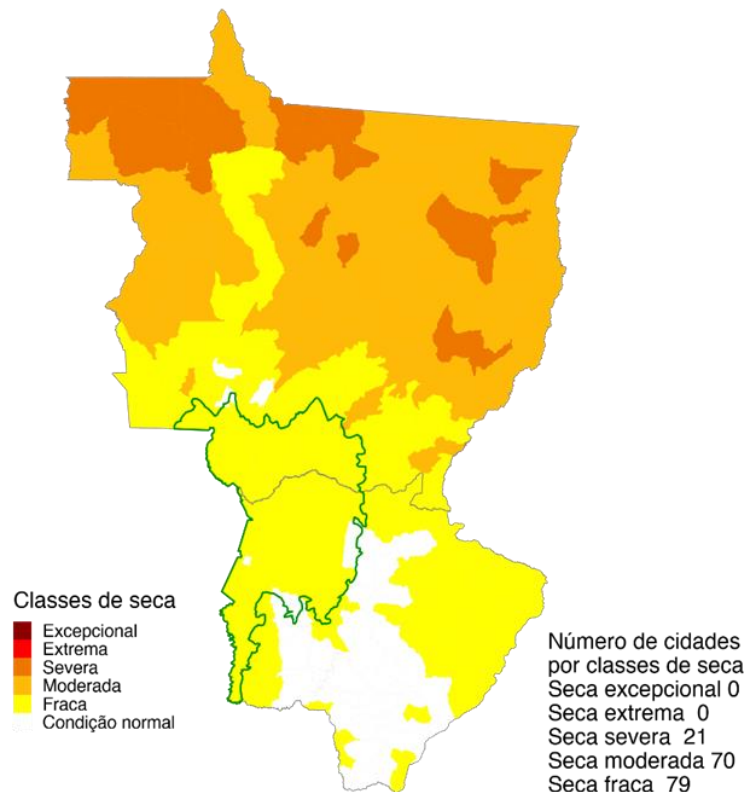 Classes de seca
Excepcional
Extrema
Severa
Moderada
Fraca
Condição normal
Número de cidades
por classes de seca
Seca excepcional 0
Seca extrema 0
Seca severa 21
Seca moderada 70
Seca fraca 79